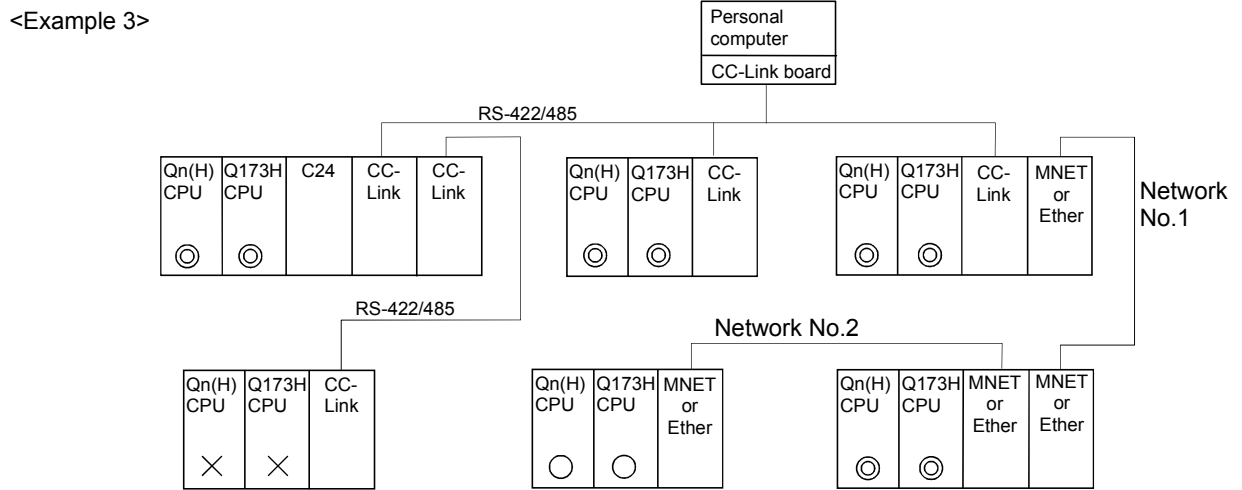 <Example 3>
Personal
computer
CC-Link board
RS-422/485
Qn(H)
CPU
Q173H
CPU
C24
CC-
Link
CC-
Link
Qn(H)
CPU
Q173H
CPU
CC-
Link
Qn(H)
CPU
Q173H
CPU
CC-
Link
MNET
or
Ether
Network
No.1
RS-422/485
Network No.2
Qn(H)
CPU
Q173H
CPU
CC-
Link
Qn(H)
CPU
Q173H
CPU
MNET
or
Ether
Qn(H)
CPU
Q173H
CPU
MNET
or
Ether
MNET
or
Ether